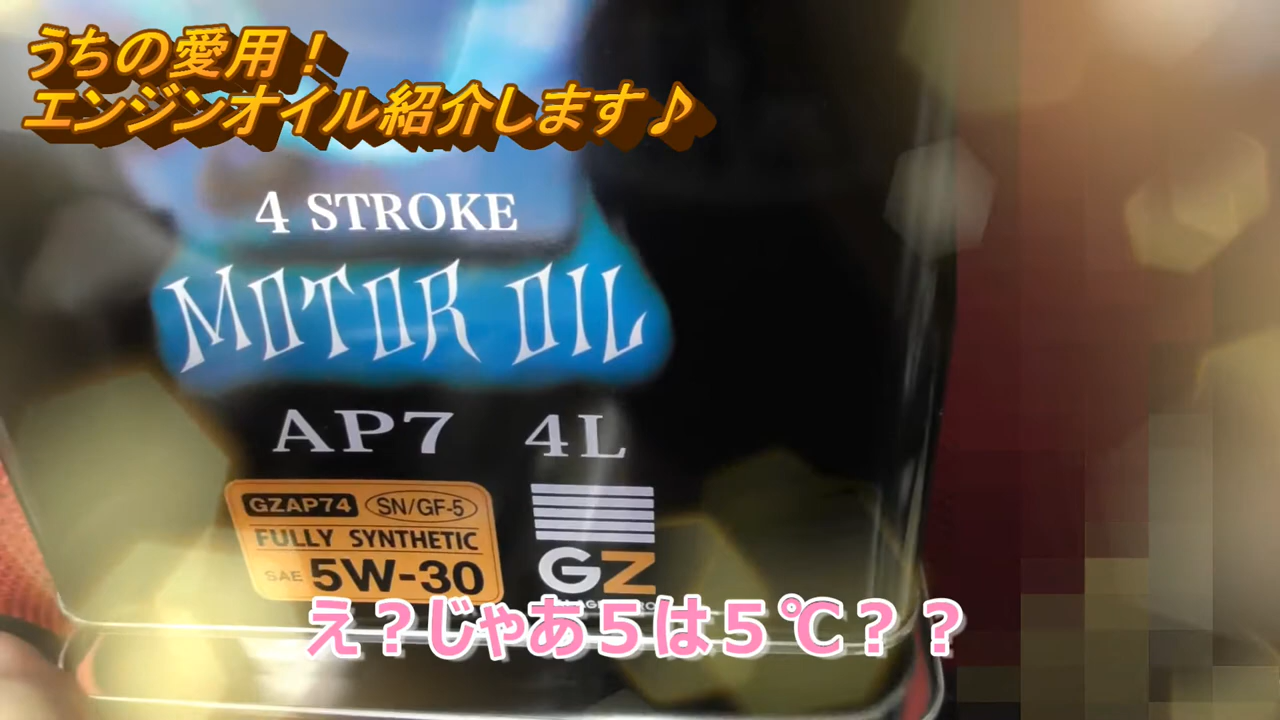 うちの愛用！
エンジンオイル紹介します♪
4 STROKE
MOTOR OIL
AP7 4L
GZAP74 SN/GF-5
FULLY SYNTHETIC
SAE 5W-30
GZ
え？じゃあ５は５℃？？